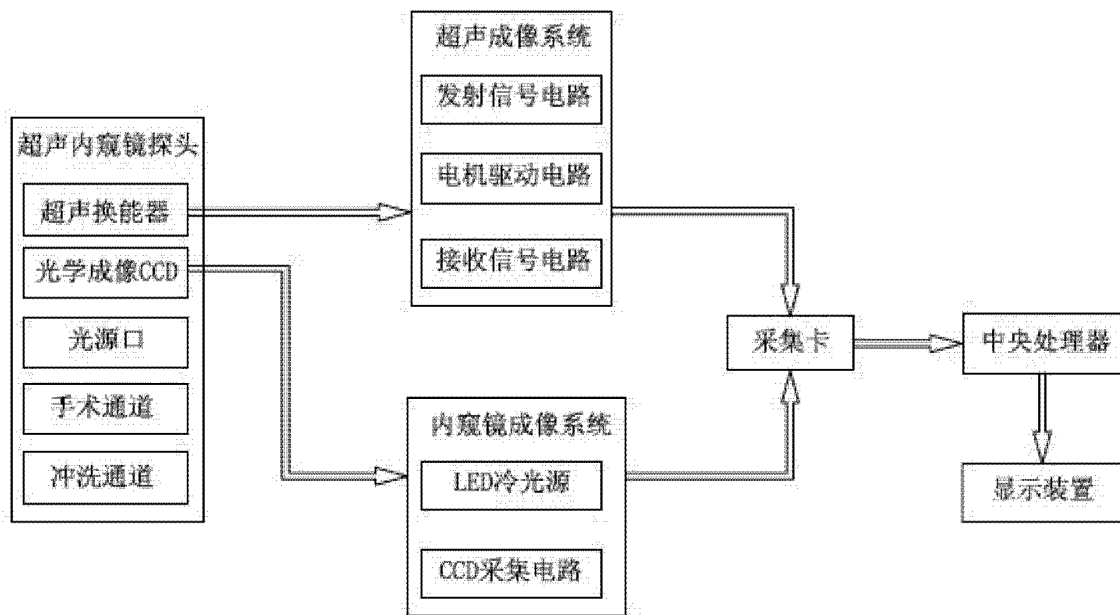 超声内窥镜探头
超声换能器
光学成像CCD
光源口
手术通道
冲洗通道
超声成像系统
发射信号电路
电机驱动电路
接收信号电路
内窥镜成像系统
LED冷光源
CCD采集电路
采集卡
中央处理器
显示装置